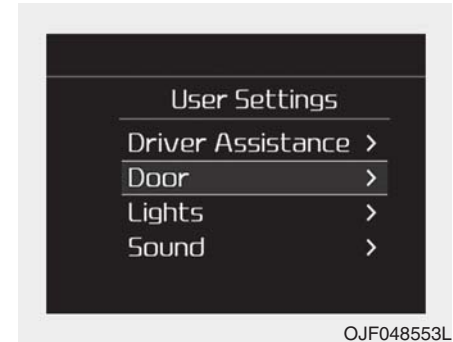 User Settings
Driver Assistance >
Door >
Lights >
Sound >
OJF048553L